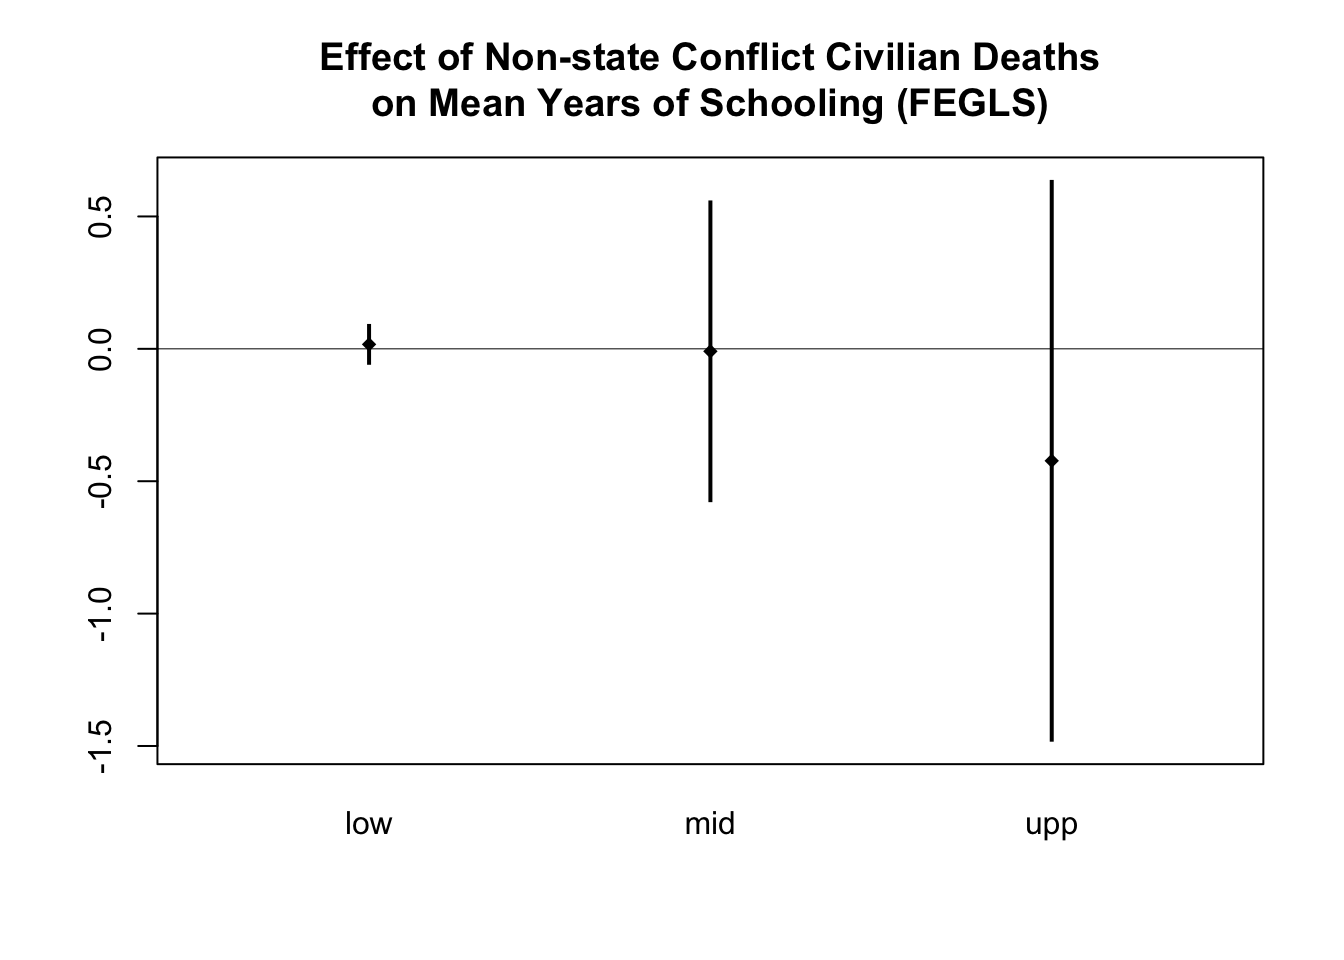 Effect of Non-state Conflict Civilian Deaths
on Mean Years of Schooling (FEGLS)
0.5
0.0
-0.5
-1.0
-1.5
low mid upp